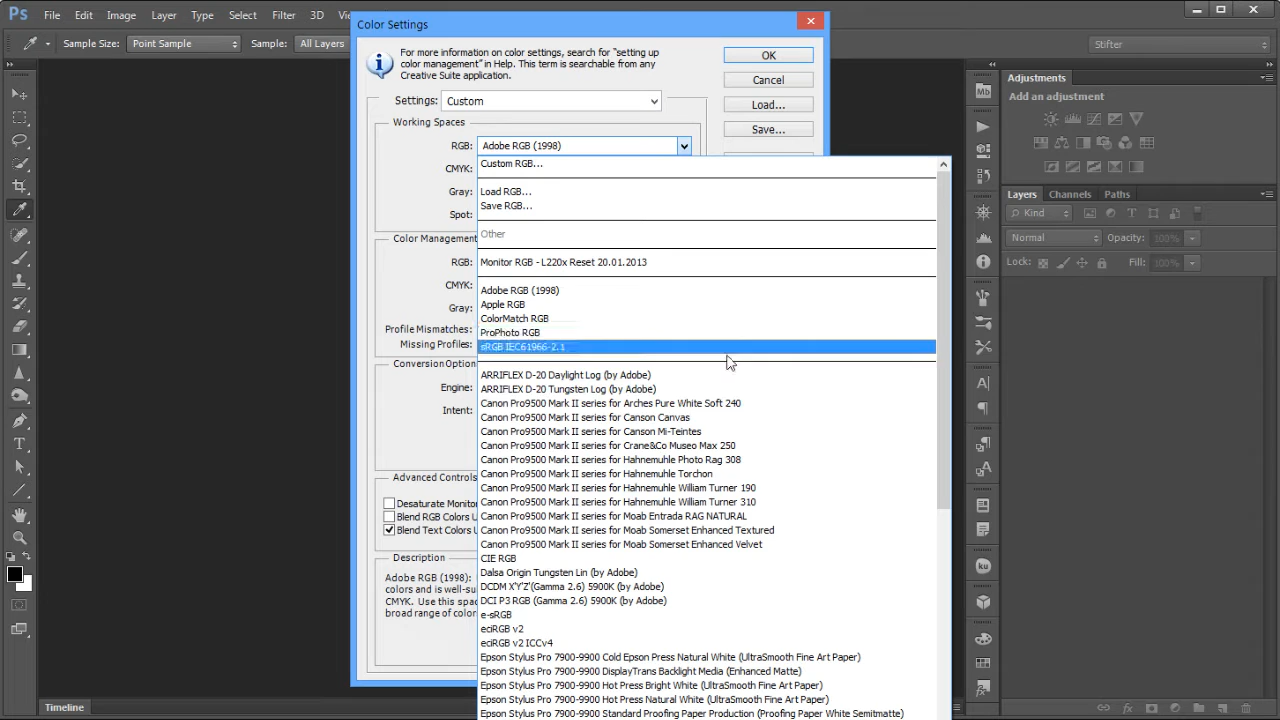 Ps File Edit Image Layer Type Select Filter 3D
Color Settings
Sample Size: Point Sample Sample: All Layers
Stifter
For more information on color settings, search for "setting up
color management" in Help. This term is searchable from any
Creative Suite application.
OK
Cancel
Load...
Save...
Settings: Custom
Working Spaces
RGB: Adobe RGB (1998)
CMYK:
Gray:
Spot:
Color Management
RGB:
CMYK:
Gray:
Profile Mismatches:
Missing Profiles:
Conversion Option
Engine:
Intent:
Advanced Controls
Desaturate Monitor
Blend RGB Colors U
Blend Text Colors U
Description
Adobe RGB (1998):
colors and is well-su
CMYK. Use this spac
broad range of color
Custom RGB...
Load RGB...
Save RGB...
Other
Monitor RGB - L220x Reset 20.01.2013
Adobe RGB (1998)
Apple RGB
ColorMatch RGB
ProPhoto RGB
sRGB IEC61966-2.1
ARRIFLEX D-20 Daylight Log (by Adobe)
ARRIFLEX D-20 Tungsten Log (by Adobe)
Canon Pro9500 Mark II series for Arches Pure White Soft 240
Canon Pro9500 Mark II series for Canson Canvas
Canon Pro9500 Mark II series for Canson Mi-Teintes
Canon Pro9500 Mark II series for Crane&Co Museo Max 250
Canon Pro9500 Mark II series for Hahnemuhle Photo Rag 308
Canon Pro9500 Mark II series for Hahnemuhle Torchon
Canon Pro9500 Mark II series for Hahnemuhle William Turner 190
Canon Pro9500 Mark II series for Hahnemuhle William Turner 310
Canon Pro9500 Mark II series for Moab Entrada RAG NATURAL
Canon Pro9500 Mark II series for Moab Somerset Enhanced Textured
Canon Pro9500 Mark II series for Moab Somerset Enhanced Velvet
CIE RGB
Dalsa Origin Tungsten Lin (by Adobe)
DCDM X'Y'Z'(Gamma 2.6) 5900K (by Adobe)
DCI P3 RGB (Gamma 2.6) 5900K (by Adobe)
e-sRGB
eciRGB v2
eciRGB v2 ICCv4
Epson Stylus Pro 7900-9900 Cold Epson Press Natural White (UltraSmooth Fine Art Paper)
Epson Stylus Pro 7900-9900 DisplayTrans Backlight Media (Enhanced Matte)
Epson Stylus Pro 7900-9900 Hot Press Bright White (UltraSmooth Fine Art Paper)
Epson Stylus Pro 7900-9900 Hot Press Natural White (UltraSmooth Fine Art Paper)
Epson Stylus Pro 7900-9900 Standard Proofing Paper Production (Proofing Paper White Semitmatte)
Mb
ku
Adjustments
Add an adjustment
Layers Channels Paths
Kind
Normal Opacity: 100%
Lock: Fill: 100%
Timeline